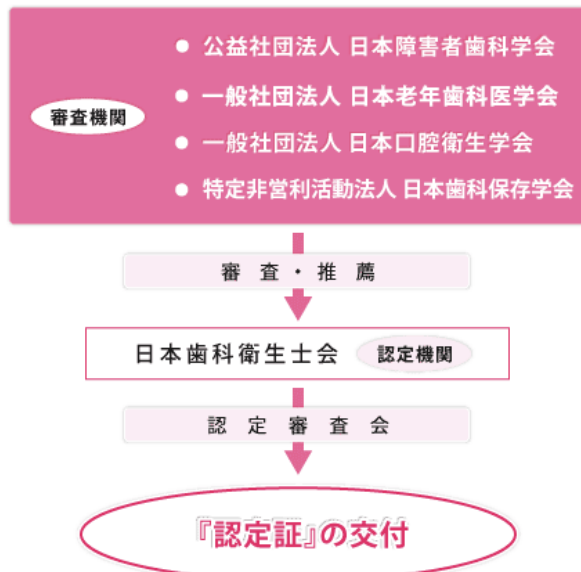 審査機関
● 公益社団法人 日本障害者歯科学会
● 一般社団法人 日本老年歯科医学会
● 一般社団法人 日本口腔衛生学会
● 特定非営利活動法人 日本歯科保存学会
審査・推薦
日本歯科衛生士会 認定機関
認定審査会
『認定証』の交付